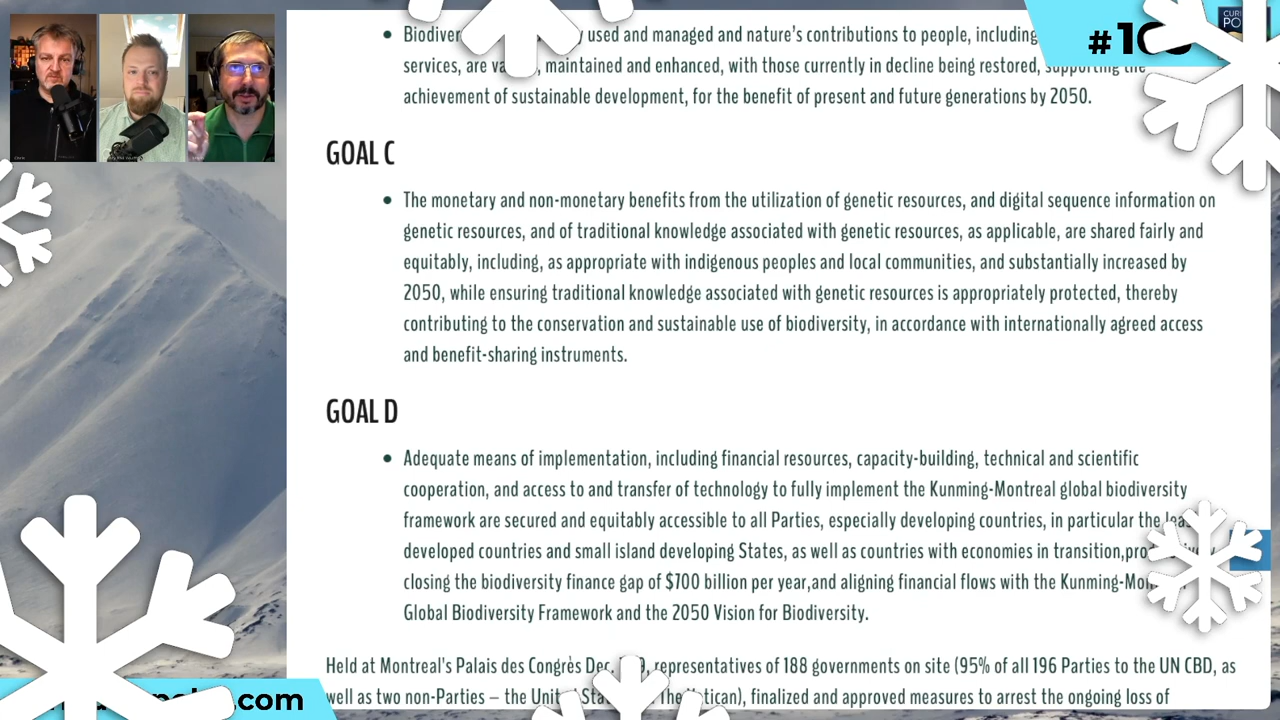 Biodiver used and managed and nature's contributions to people, including
services, are maintained and enhanced, with those currently in decline being restored, supporting the
achievement of sustainable development, for the benefit of present and future generations by 2050.
GOAL C
The monetary and non-monetary benefits from the utilization of genetic resources, and digital sequence information on
genetic resources, and of traditional knowledge associated with genetic resources, as applicable, are shared fairly and
equitably, including, as appropriate with indigenous peoples and local communities, and substantially increased by
2050, while ensuring traditional knowledge associated with genetic resources is appropriately protected, thereby
contributing to the conservation and sustainable use of biodiversity, in accordance with internationally agreed access
and benefit-sharing instruments.
GOAL D
Adequate means of implementation, including financial resources, capacity-building, technical and scientific
cooperation, and access to and transfer of technology to fully implement the Kunming-Montreal global biodiversity
framework are secured and equitably accessible to all Parties, especially developing countries, in particular the
developed countries and small island developing States, as well as countries with economies in transition,
closing the biodiversity finance gap of $700 billion per year,and aligning financial flows with the
Global Biodiversity Framework and the 2050 Vision for Biodiversity.
Held at Montreal's Palais des Congrès Dec. representatives of 188 governments on site (95% of all 196 Parties to the UN CBD, as
well as two non-Parties – the The Vatican), finalized and approved measures to arrest the ongoing loss of